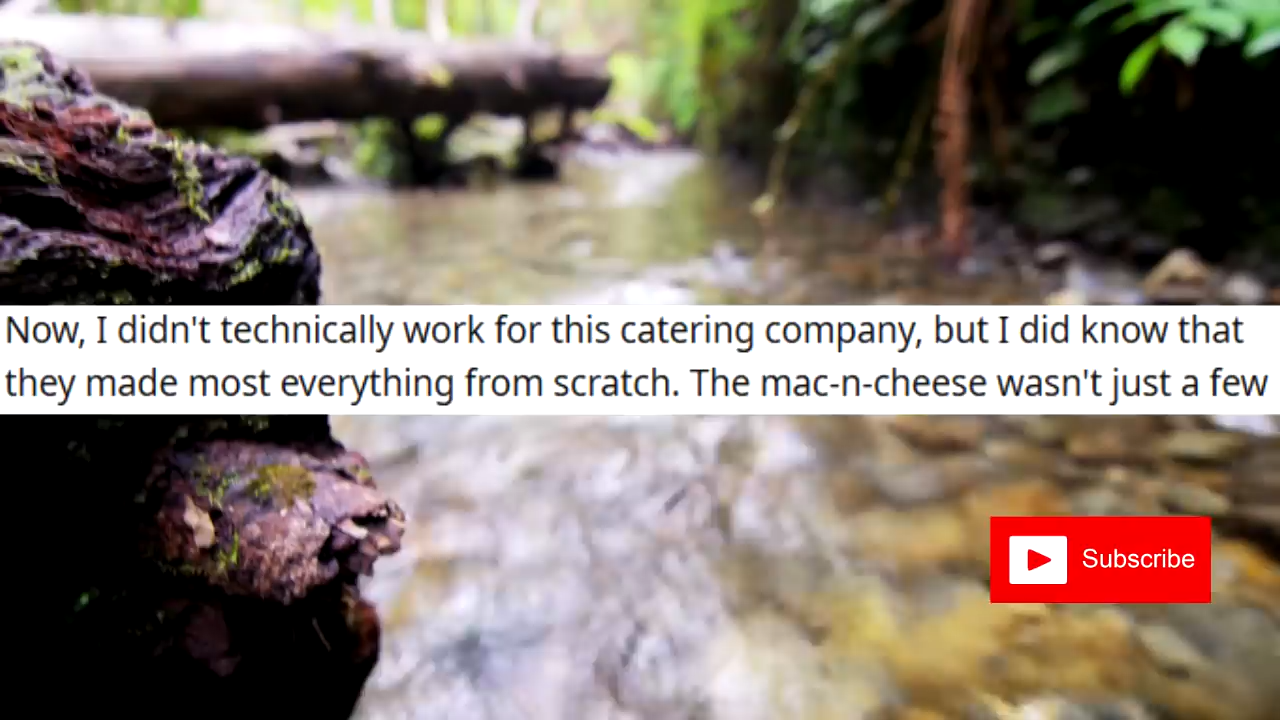 Now, I didn't technically work for this catering company, but I did know that
they made most everything from scratch. The mac-n-cheese wasn't just a few
Subscribe